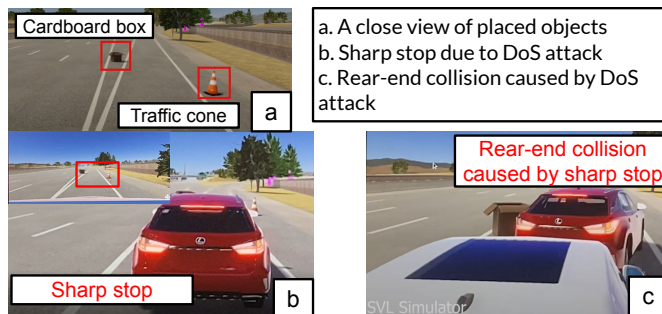 Cardboard box
Traffic cone
a
a. A close view of placed objects
b. Sharp stop due to DoS attack
c. Rear-end collision caused by DoS
attack
Sharp stop
b
Rear-end collision
caused by sharp stop
SVL Simulator
c